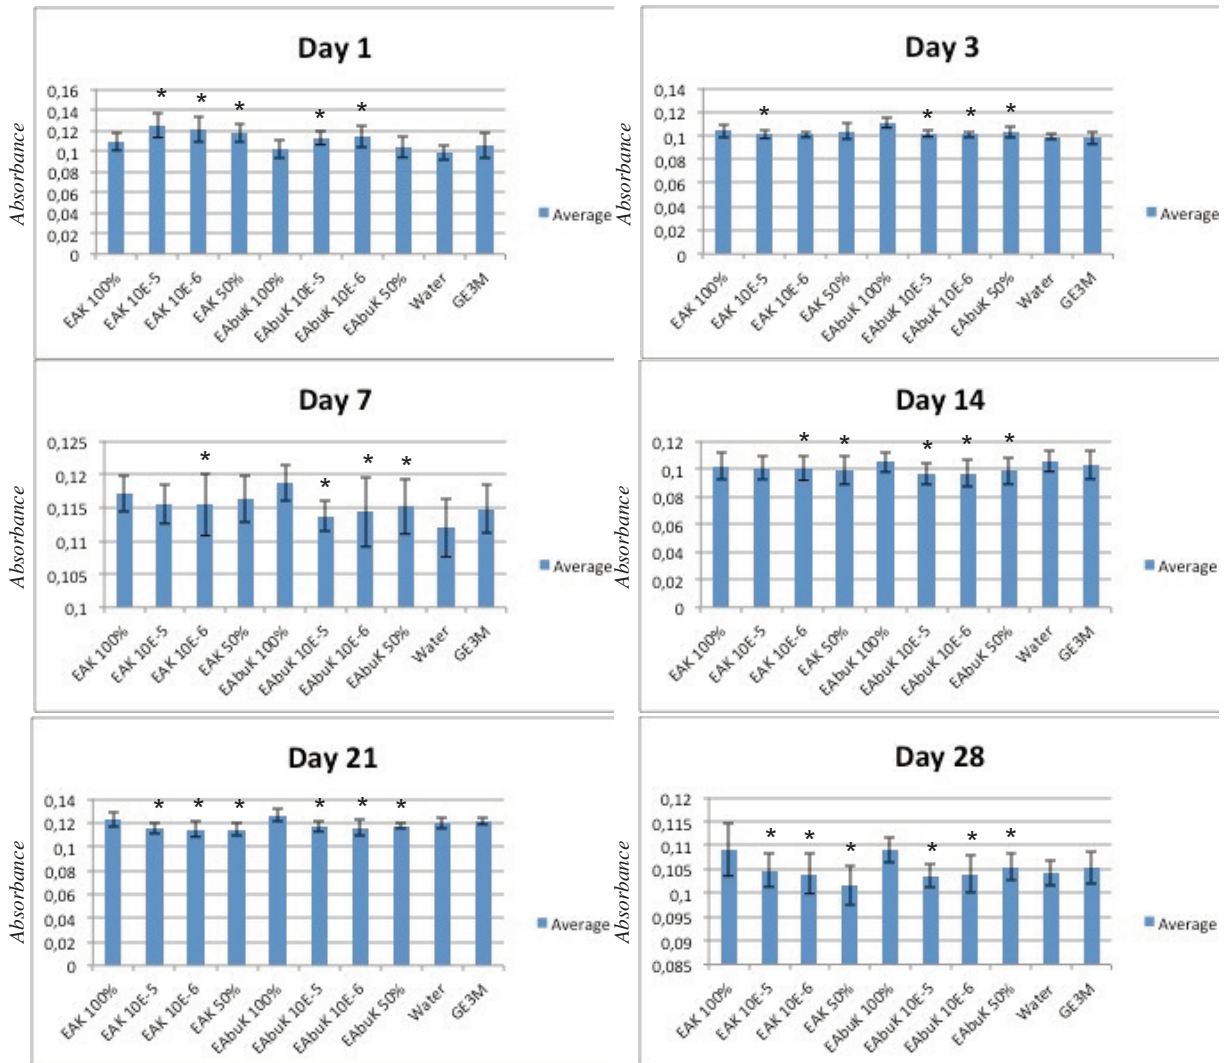 Day 1
Absorbance
0,16
0,14
0,12
0,1
0,08
0,06
0,04
0,02
0
* * * * *
EAK 100%
EAK 10E-5
EAK 10E-6
EAK 50%
EAbuK 100%
EAbuK 10E-5
EAbuK 10E-6
EAbuK 50%
Water
GE3M
Average
Day 3
Absorbance
0,14
0,12
0,1
0,08
0,06
0,04
0,02
0
* * * *
EAK 100%
EAK 10E-5
EAK 10E-6
EAK 50%
EAbuK 100%
EAbuK 10E-5
EAbuK 10E-6
EAbuK 50%
Water
GE3M
Average
Day 7
Absorbance
0,125
0,12
0,115
0,11
0,105
0,1
* * * *
EAK 100%
EAK 10E-5
EAK 10E-6
EAK 50%
EAbuK 100%
EAbuK 10E-5
EAbuK 10E-6
EAbuK 50%
Water
GE3M
Average
Day 14
Absorbance
0,12
0,1
0,08
0,06
0,04
0,02
0
* * * * *
EAK 100%
EAK 10E-5
EAK 10E-6
EAK 50%
EAbuK 100%
EAbuK 10E-5
EAbuK 10E-6
EAbuK 50%
Water
GE3M
Average
Day 21
Absorbance
0,14
0,12
0,1
0,08
0,06
0,04
0,02
0
* * * * * *
EAK 100%
EAK 10E-5
EAK 10E-6
EAK 50%
EAbuK 100%
EAbuK 10E-5
EAbuK 10E-6
EAbuK 50%
Water
GE3M
Average
Day 28
Absorbance
0,12
0,115
0,11
0,105
0,1
0,095
0,09
0,085
* * * * * *
EAK 100%
EAK 10E-5
EAK 10E-6
EAK 50%
EAbuK 100%
EAbuK 10E-5
EAbuK 10E-6
EAbuK 50%
Water
GE3M
Average